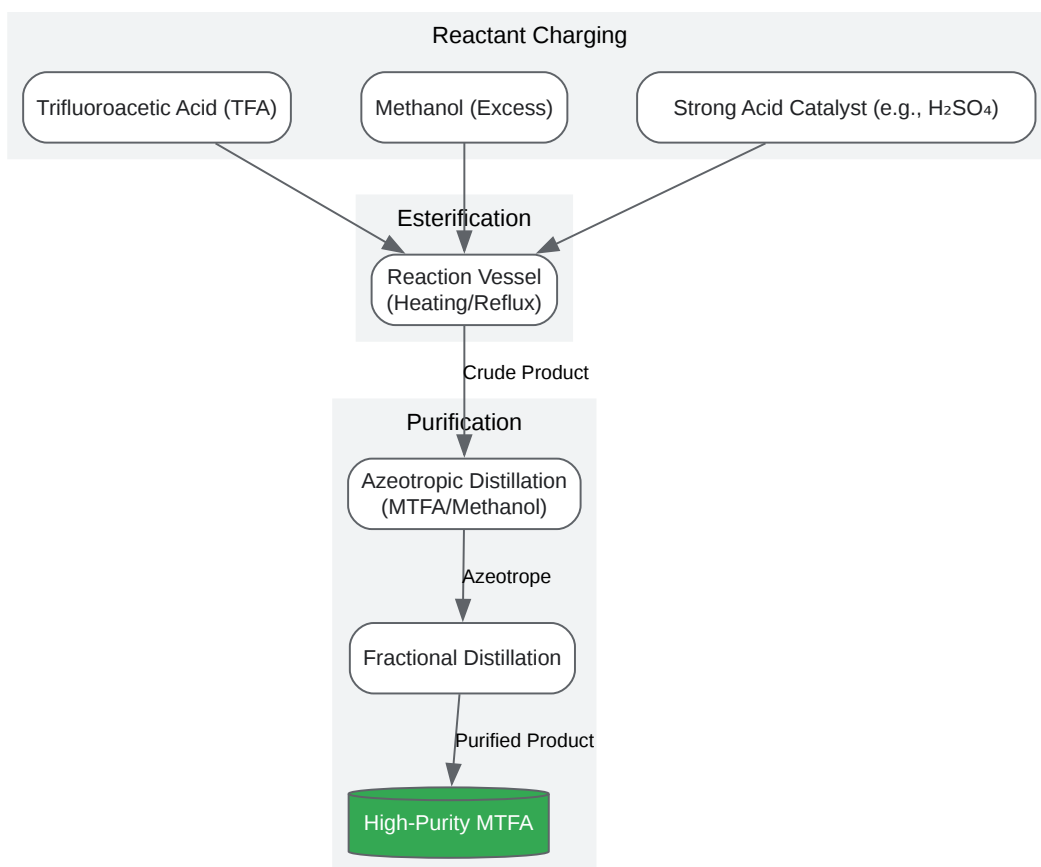 Reactant Charging
Trifluoroacetic Acid (TFA)
Methanol (Excess)
Strong Acid Catalyst (e.g., H₂SO₄)
Esterification
Reaction Vessel
(Heating/Reflux)
Crude Product
Purification
Azeotropic Distillation
(MTFA/Methanol)
Azeotrope
Fractional Distillation
Purified Product
High-Purity MTFA